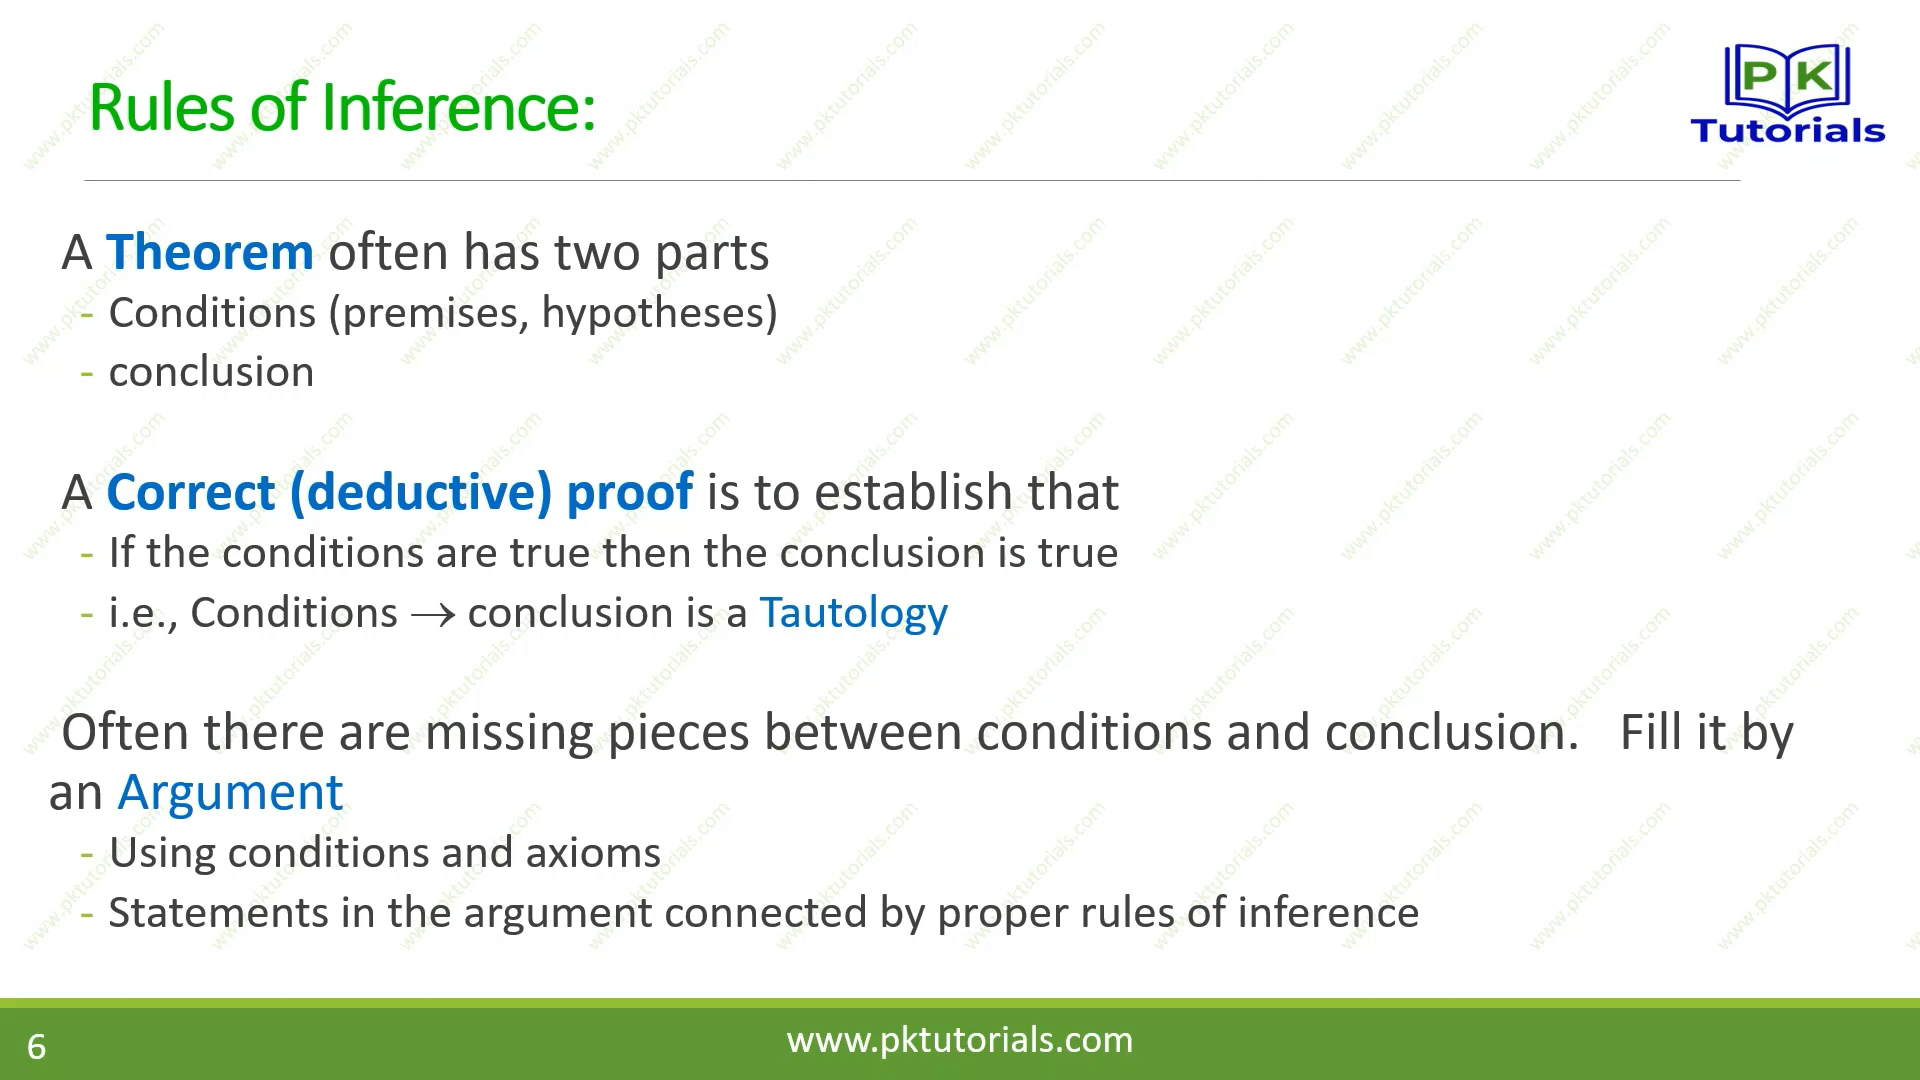 Rules of Inference:
PK
Tutorials
A Theorem often has two parts
- Conditions (premises, hypotheses)
- conclusion
A Correct (deductive) proof is to establish that
- If the conditions are true then the conclusion is true
- i.e., Conditions → conclusion is a Tautology
Often there are missing pieces between conditions and conclusion. Fill it by
an Argument
- Using conditions and axioms
- Statements in the argument connected by proper rules of inference
6
www.pktutorials.com